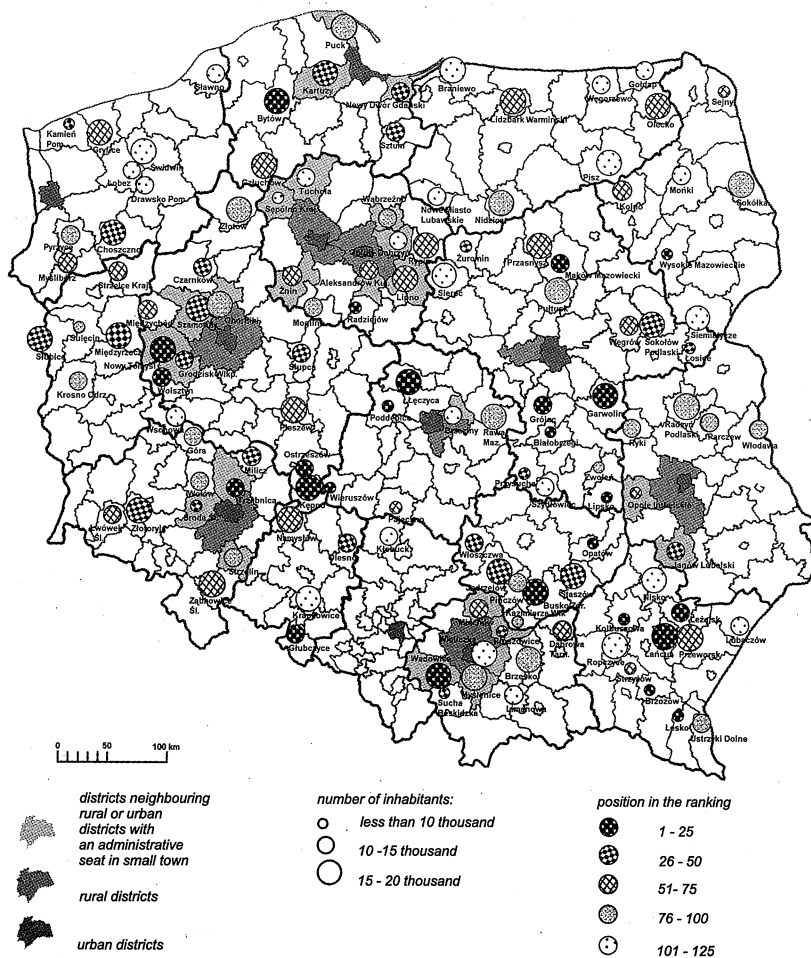 Puck
Sławno
Kartuzy
Nowy Dwór Gdański
Braniewo
Gołdap
Węgorzewo
Sejny
Bytów
Lidzbark Warmiński
Olecko
Kamień
Pom.
Gryfice
Sztum
Świdwin
Łobez
Drawsko Pom.
Człuchów
Tuchola
Sępólno Kraj.
Wąbrzeźno
Nowe Miasto
Lubawskie
Nidzica
Pisz
Kolno
Mońki
Sokółka
Złotów
Pyrzyce
Choszczno
Myślibórz
Strzelce Kraj.
Czarnków
Rypin
Żuromin
Przasnysz
Maków Mazowiecki
Wysokie Mazowieckie
Żnin
Aleksandrów Kuj.
Lipno
Sierpc
Mogilno
Radziejów
Pułtusk
Międzychód
Szamotuły
Oborniki
Słubice
Sulęcin
Międzyrzecz
Nowy Tomyśl
Grodzisk Wlkp.
Wolsztyn
Słupca
Węgrów
Sokołów
Podlaski
Siemiatycze
Łosice
Krosno Odrz.
Wschowa
Góra
Pleszew
Łęczyca
Poddębice
Brzeziny
Rawa
Maz.
Grójec
Białobrzegi
Garwolin
Ryki
Radzyń
Podlaski
Parczew
Włodawa
Milicz
Ostrzeszów
Kępno
Wieruszów
Wołów
Trzebnica
Środa Śl.
Lwówek
Śl.
Złotoryja
Namysłów
Pajęczno
Przysucha
Szydłowiec
Zwoleń
Lipsko
Opole Lubelskie
Janów Lubelski
Strzelin
Ząbkowice
Śl.
Olesno
Kłobuck
Włoszczowa
Opatów
Staszów
Jędrzejów
Pińczów
Busko-Zdr.
Kazimierza Wlk.
Nisko
Krapkowice
Głubczyce
Miechów
Wieliczka
Proszowice
Dąbrowa
Tarn.
Kolbuszowa
Leżajsk
Łańcut
Przeworsk
Lubaczów
Ropczyce
Strzyżów
Brzozów
Wadowice
Myślenice
Brzesko
Sucha
Beskidzka
Limanowa
Lesko
Ustrzyki Dolne
0 50 100 km
districts neighbouring
rural or urban
districts with
an administrative
seat in small town
rural districts
urban districts
number of inhabitants:
less than 10 thousand
10 -15 thousand
15 - 20 thousand
position in the ranking
1 - 25
26 - 50
51- 75
76 - 100
101 - 125